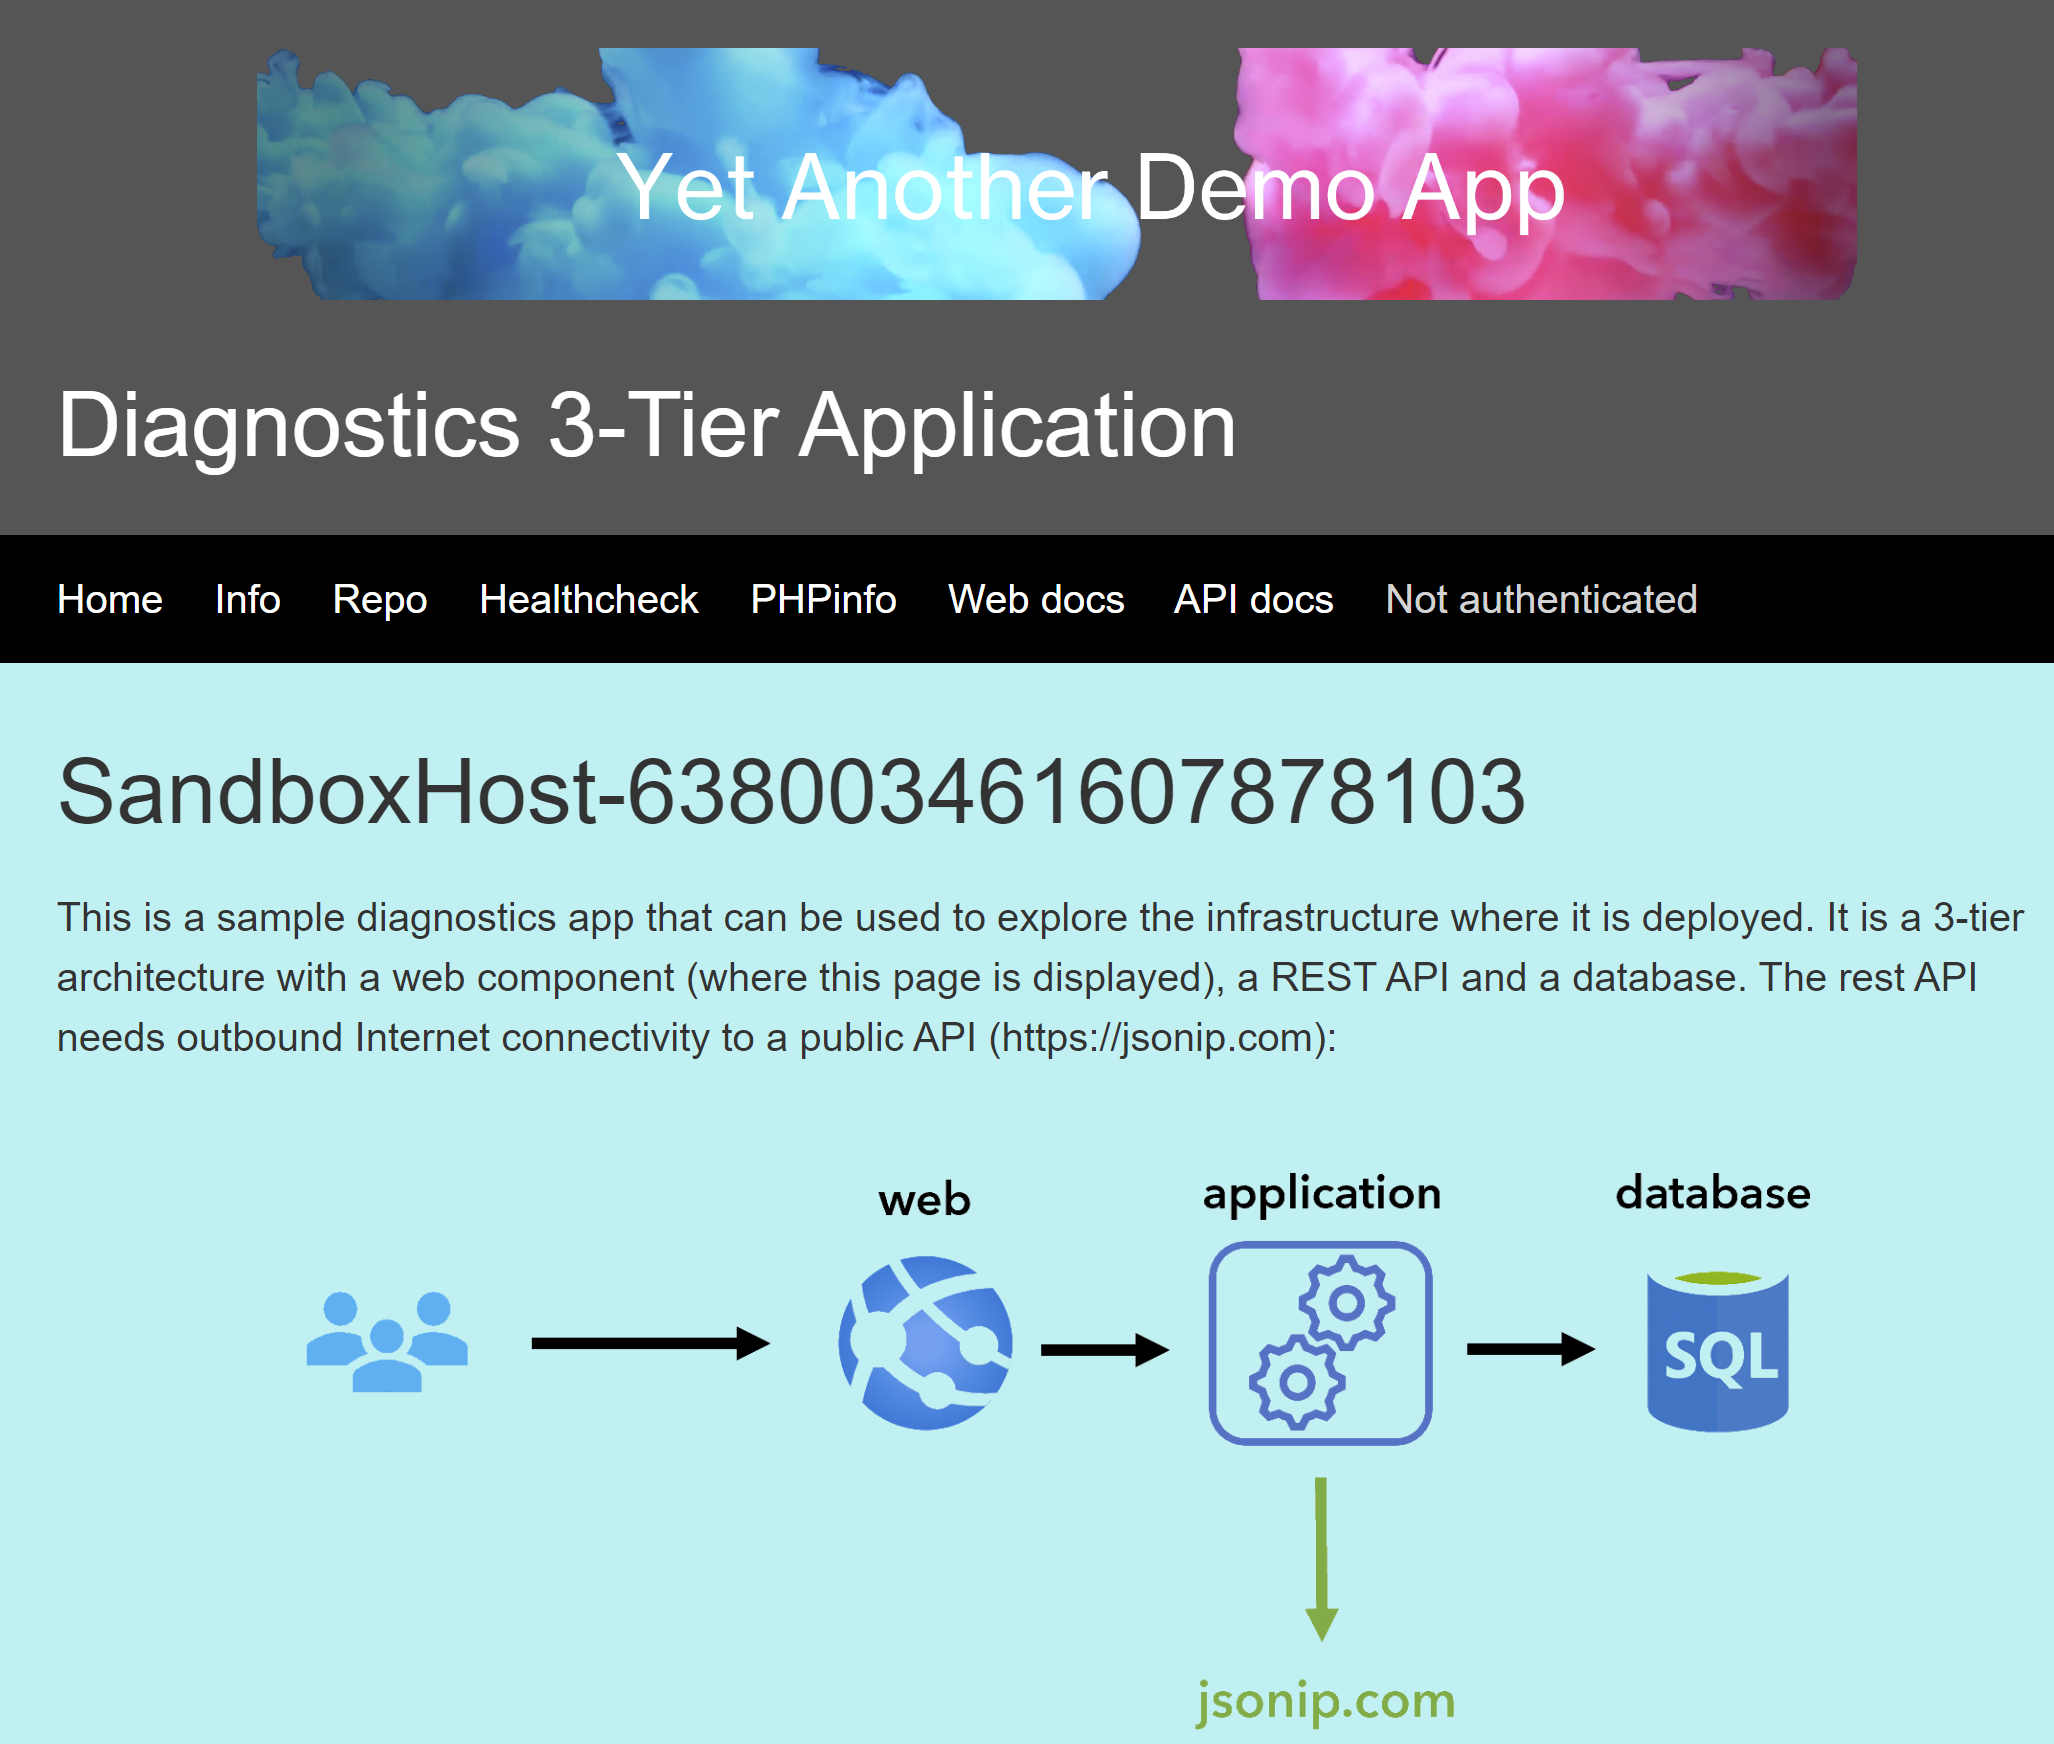 Yet Another Demo App
Diagnostics 3-Tier Application
Home Info Repo Healthcheck PHPinfo Web docs API docs Not authenticated
SandboxHost-638003461607878103
This is a sample diagnostics app that can be used to explore the infrastructure where it is deployed. It is a 3-tier
architecture with a web component (where this page is displayed), a REST API and a database. The rest API
needs outbound Internet connectivity to a public API (https://jsonip.com):
web application database
SQL
jsonip.com